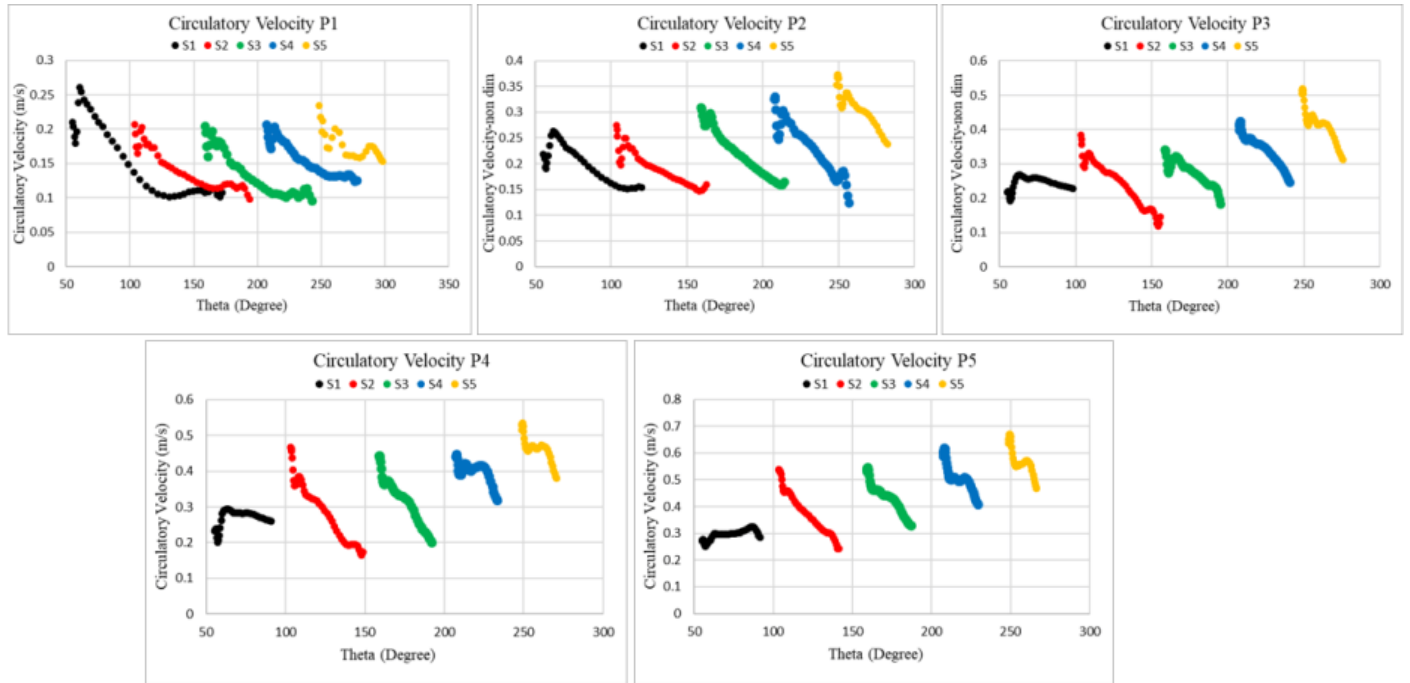 Circulatory Velocity P1
S1 S2 S3 S4 S5
Circulatory Velocity (m/s)
0.3
0.25
0.2
0.15
0.1
0.05
0
50 100 150 200 250 300 350
Theta (Degree)
Circulatory Velocity P2
S1 S2 S3 S4 S5
Circulatory Velocity-non dim
0.4
0.35
0.3
0.25
0.2
0.15
0.1
0.05
0
50 100 150 200 250 300
Theta (Degree)
Circulatory Velocity P3
S1 S2 S3 S4 S5
Circulatory Velocity-non dim
0.6
0.5
0.4
0.3
0.2
0.1
0
50 100 150 200 250 300
Theta (Degree)
Circulatory Velocity P4
S1 S2 S3 S4 S5
Circulatory Velocity (m/s)
0.6
0.5
0.4
0.3
0.2
0.1
0
50 100 150 200 250 300
Theta (Degree)
Circulatory Velocity P5
S1 S2 S3 S4 S5
Circulatory Velocity (m/s)
0.8
0.7
0.6
0.5
0.4
0.3
0.2
0.1
0
50 100 150 200 250 300
Theta (Degree)